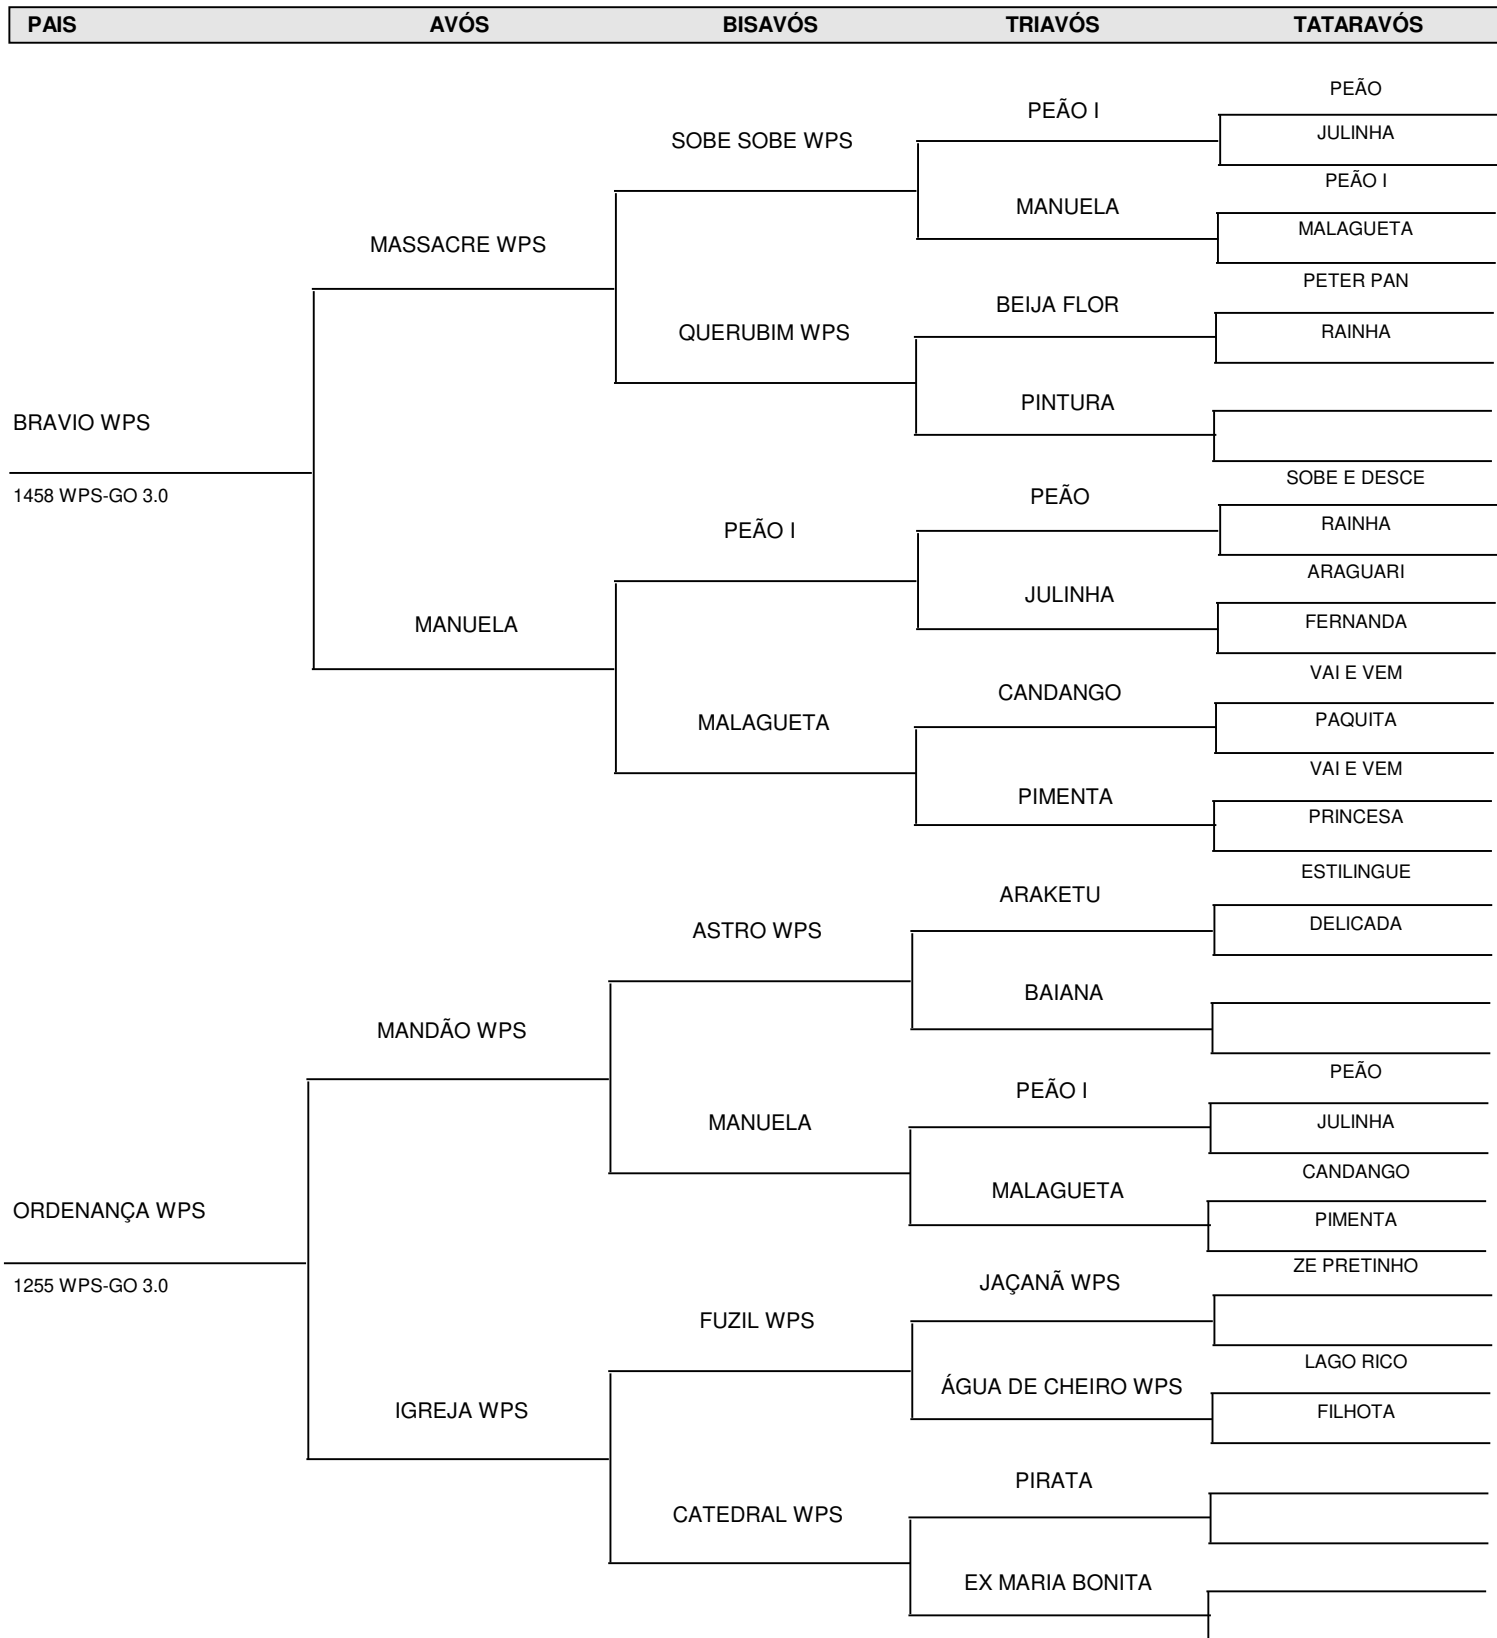 PAIS AVÓS BISAVÓS TRIAVÓS TATARAVÓS
PEÃO
PEÃO I
JULINHA
SOBE SOBE WPS
PEÃO I
MANUELA
MALAGUETA
MASSACRE WPS
PETER PAN
BEIJA FLOR
QUERUBIM WPS
RAINHA
PINTURA
BRAVIO WPS
SOBE E DESCE
1458 WPS-GO 3.0
PEÃO
RAINHA
PEÃO I
ARAGUARI
JULINHA
FERNANDA
MANUELA
VAI E VEM
CANDANGO
PAQUITA
MALAGUETA
VAI E VEM
PIMENTA
PRINCESA
ESTILINGUE
ARAKETU
DELICADA
ASTRO WPS
BAIANA
MANDÃO WPS
PEÃO
PEÃO I
JULINHA
MANUELA
CANDANGO
MALAGUETA
ORDENANÇA WPS
PIMENTA
ZE PRETINHO
1255 WPS-GO 3.0
JAÇANÃ WPS
FUZIL WPS
LAGO RICO
ÁGUA DE CHEIRO WPS
IGREJA WPS
FILHOTA
PIRATA
CATEDRAL WPS
EX MARIA BONITA